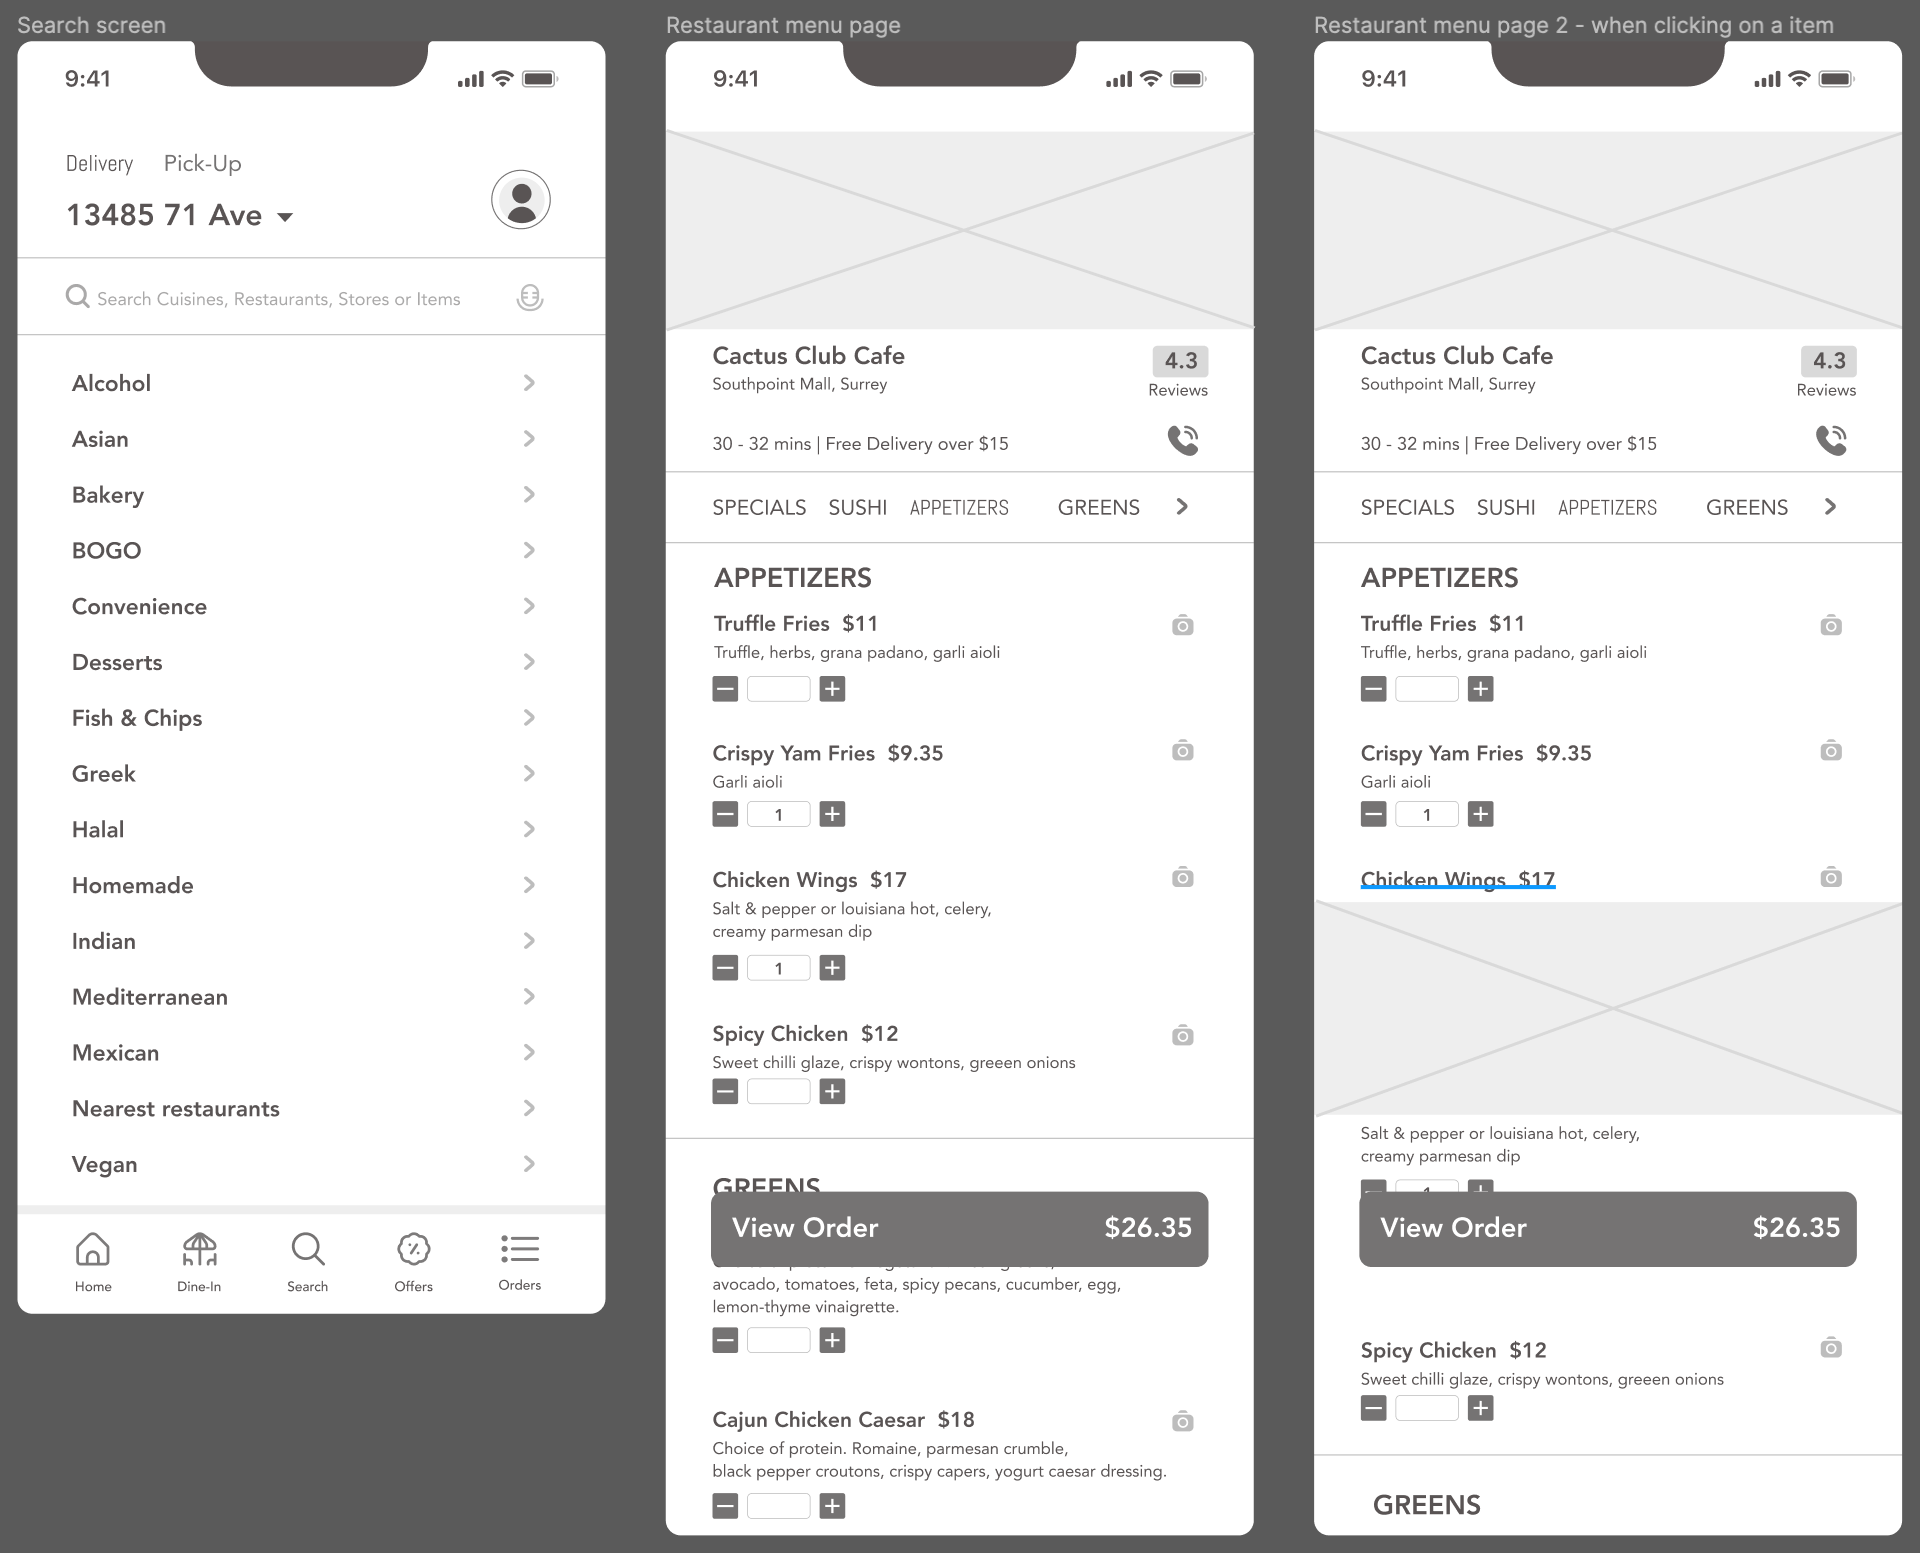 Search screen
9:41
Delivery Pick-Up
13485 71 Ave
Search Cuisines, Restaurants, Stores or Items
Alcohol
Asian
Bakery
BOGO
Convenience
Desserts
Fish & Chips
Greek
Halal
Homemade
Indian
Mediterranean
Mexican
Nearest restaurants
Vegan
Home
Dine-In
Search
Offers
Orders
Restaurant menu page
9:41
Cactus Club Cafe
4.3
Southpoint Mall, Surrey
Reviews
30 - 32 mins | Free Delivery over $15
SPECIALS SUSHI APPETIZERS GREENS
APPETIZERS
Truffle Fries $11
Truffle, herbs, grana padano, garli aioli
Crispy Yam Fries $9.35
Garli aioli
1
Chicken Wings $17
Salt & pepper or louisiana hot, celery,
creamy parmesan dip
1
Spicy Chicken $12
Sweet chilli glaze, crispy wontons, greeen onions
GREENS
View Order $26.35
avocado, tomatoes, feta, spicy pecans, cucumber, egg,
lemon-thyme vinaigrette.
Cajun Chicken Caesar $18
Choice of protein. Romaine, parmesan crumble,
black pepper croutons, crispy capers, yogurt caesar dressing.
Restaurant menu page 2 - when clicking on a item
9:41
Cactus Club Cafe
4.3
Southpoint Mall, Surrey
Reviews
30 - 32 mins | Free Delivery over $15
SPECIALS SUSHI APPETIZERS GREENS
APPETIZERS
Truffle Fries $11
Truffle, herbs, grana padano, garli aioli
Crispy Yam Fries $9.35
Garli aioli
1
Chicken Wings $17
Salt & pepper or louisiana hot, celery,
creamy parmesan dip
View Order $26.35
Spicy Chicken $12
Sweet chilli glaze, crispy wontons, greeen onions
GREENS